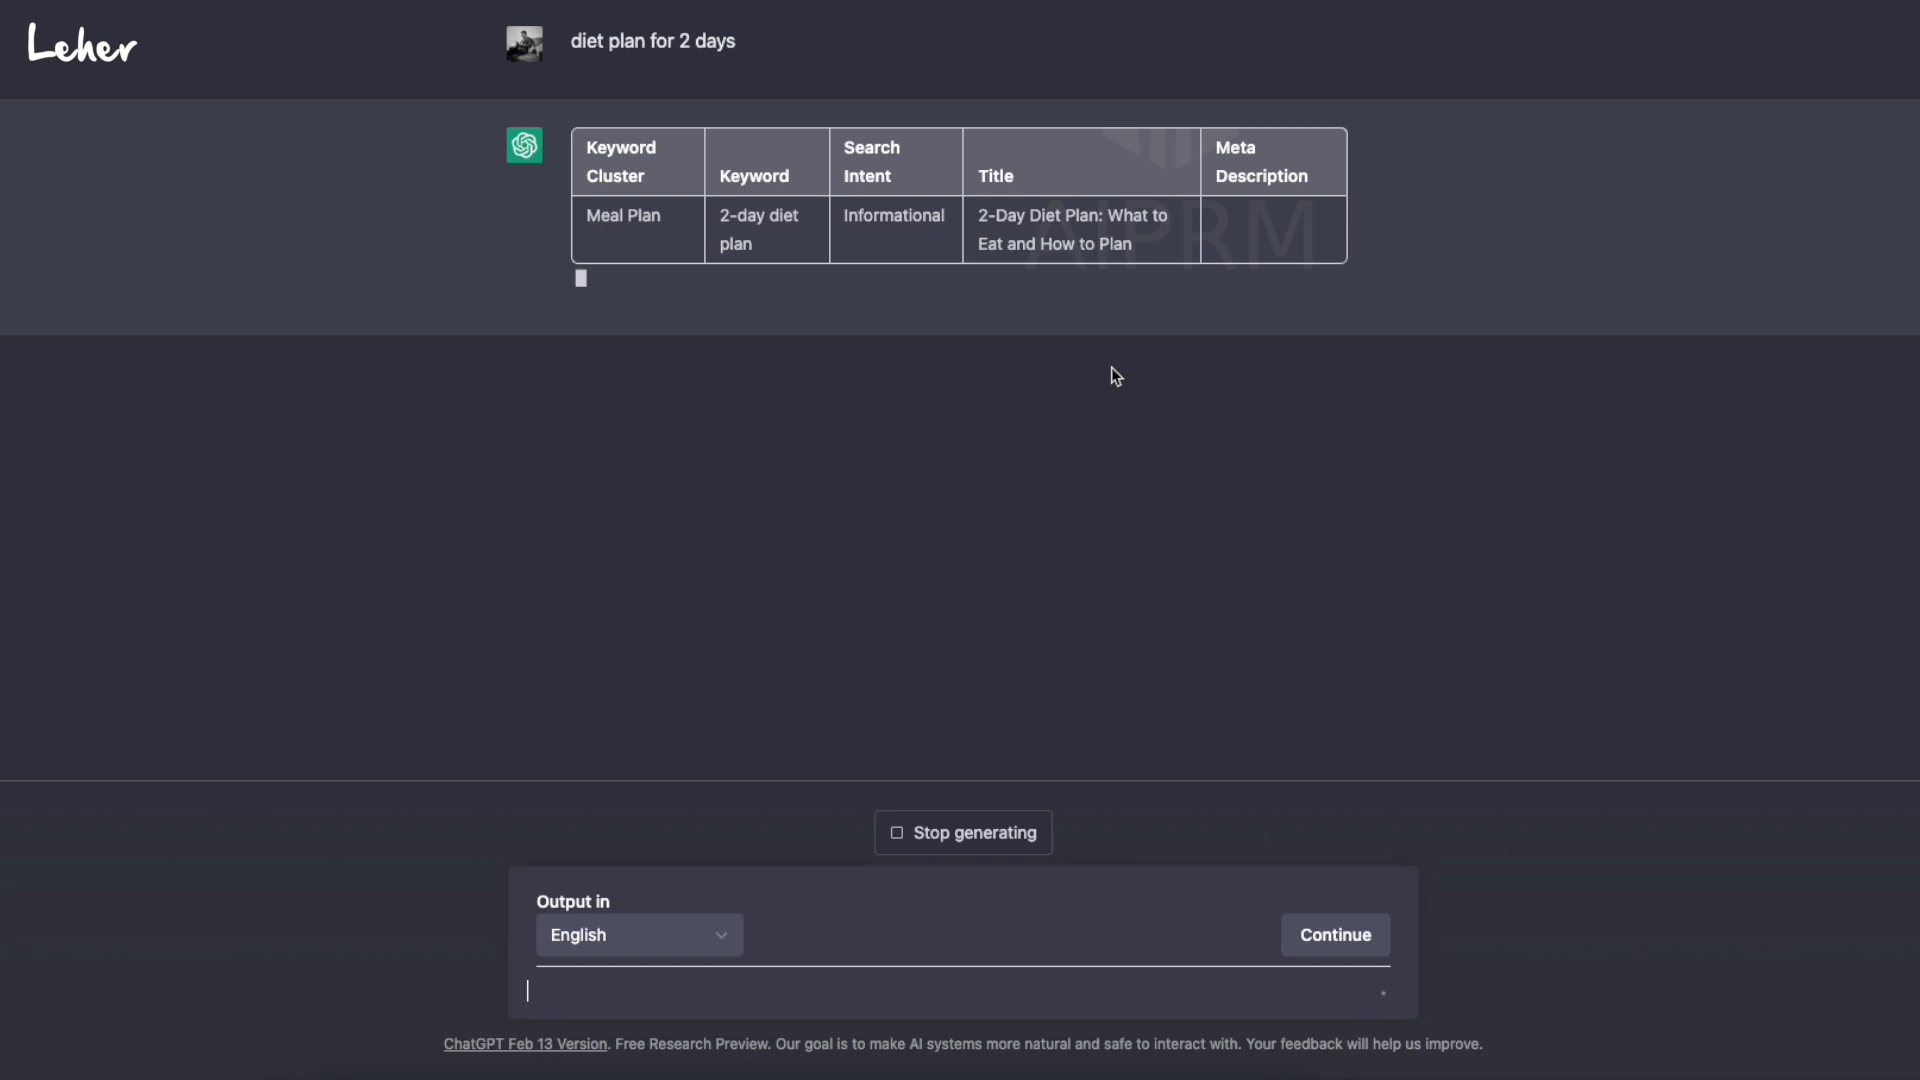 Leher
diet plan for 2 days
Keyword Cluster
Keyword
Search Intent
Title
Meta Description
Meal Plan
2-day diet plan
Informational
2-Day Diet Plan: What to
Eat and How to Plan
AIPRM
Stop generating
Output in
English
Continue
ChatGPT Feb 13 Version. Free Research Preview. Our goal is to make AI systems more natural and safe to interact with. Your feedback will help us improve.